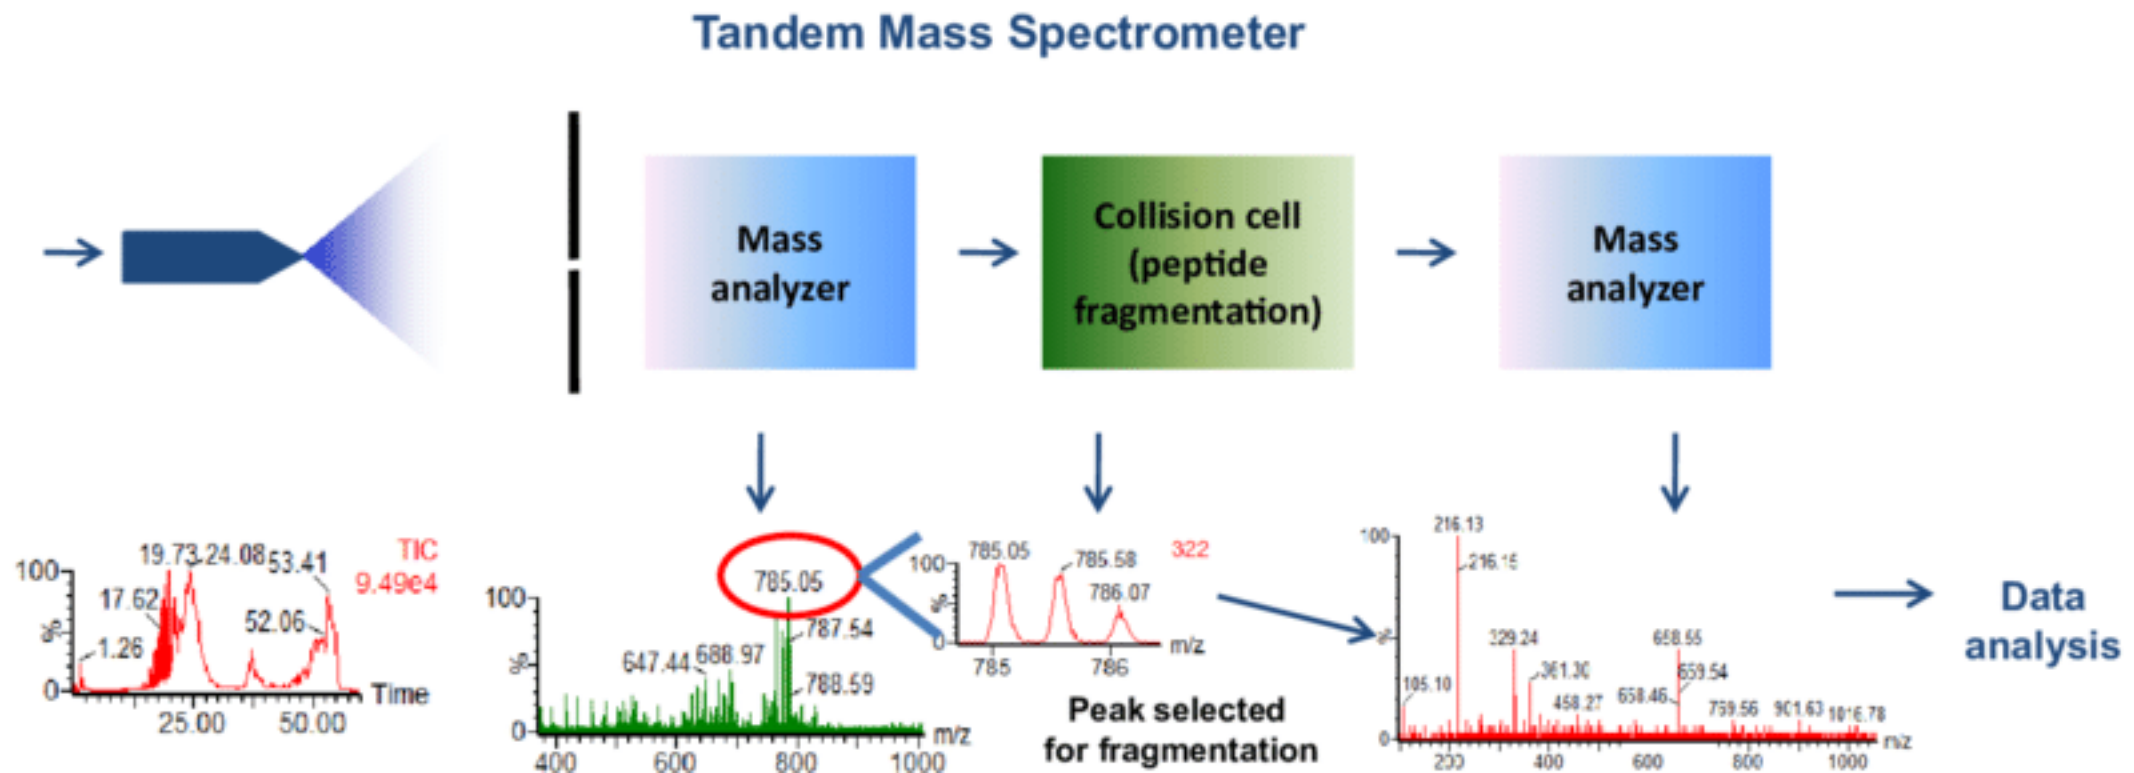 Tandem Mass Spectrometer
Mass
analyzer
Collision cell
(peptide
fragmentation)
Mass
analyzer
TIC
9.49e4
100
%
0
1.26
17.62
19.73
24.08
52.06
53.41
25.00
50.00
Time
100
%
0
647.44
688.97
785.05
787.54
788.59
400
600
800
1000
m/z
322
100
%
0
785.05
785.58
786.07
785
786
m/z
Peak selected
for fragmentation
100
%
0
105.10
216.13
216.15
329.24
361.30
458.27
658.46
658.55
659.54
769.56
901.63
1016.78
200
400
600
800
1000
m/z
Data
analysis